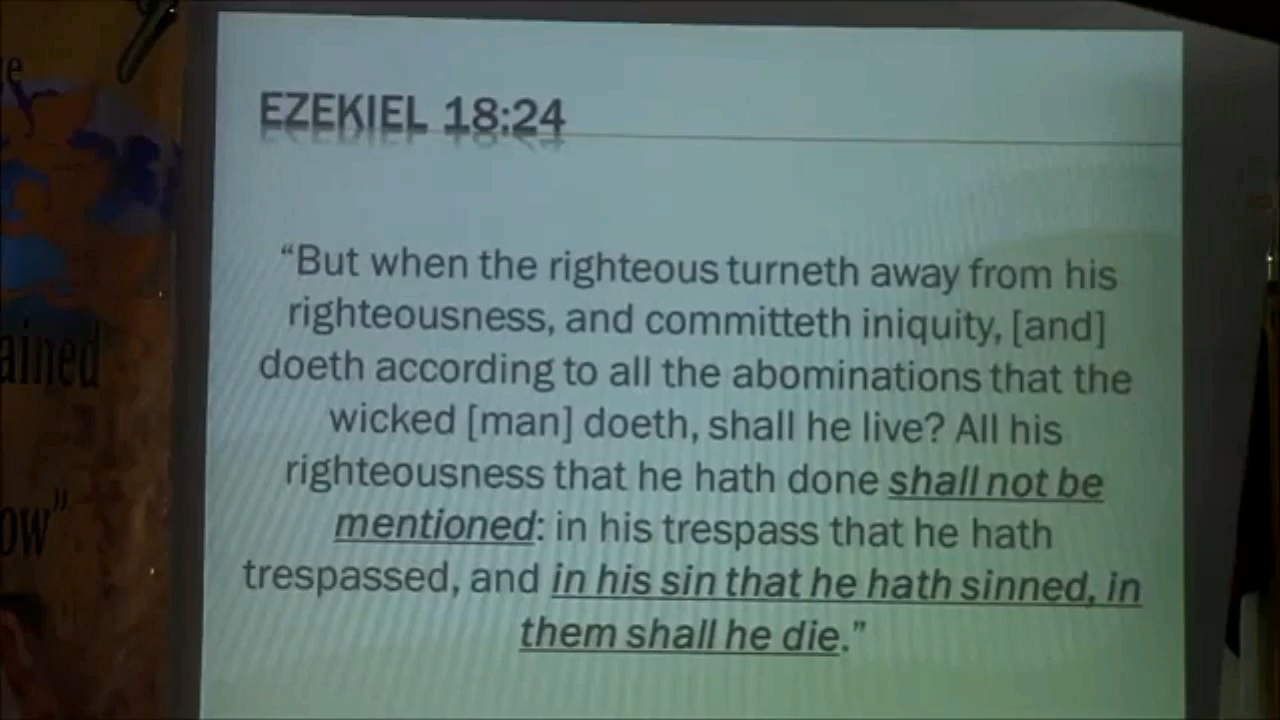 EZEKIEL 18:24
“But when the righteous turneth away from his
righteousness, and committeth iniquity, [and]
doeth according to all the abominations that the
wicked [man] doeth, shall he live? All his
righteousness that he hath done shall not be
mentioned: in his trespass that he hath
trespassed, and in his sin that he hath sinned, in
them shall he die.”